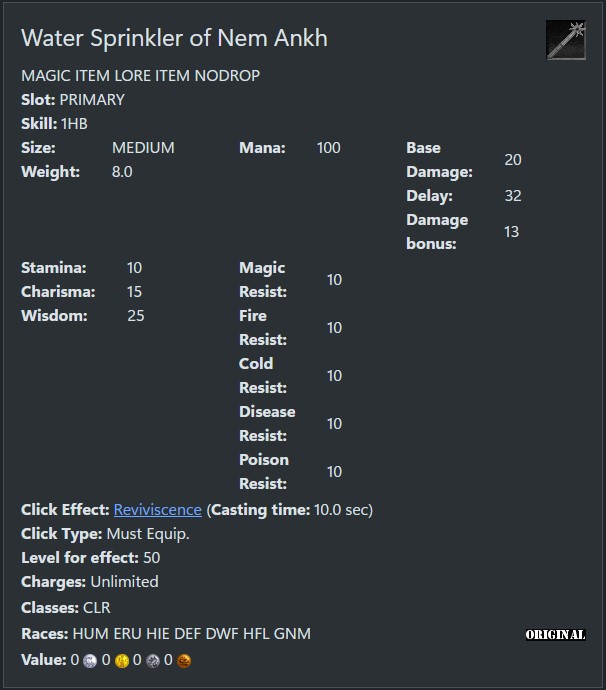 Water Sprinkler of Nem Ankh
MAGIC ITEM LORE ITEM NODROP
Slot: PRIMARY
Skill: 1HB
Size: MEDIUM Mana: 100 Base Damage: 20
Weight: 8.0 Delay: 32
Damage bonus: 13
Stamina: 10 Magic Resist: 10
Charisma: 15 Fire Resist: 10
Wisdom: 25 Cold Resist: 10
Disease Resist: 10
Poison Resist: 10
Click Effect: Reviviscence (Casting time: 10.0 sec)
Click Type: Must Equip.
Level for effect: 50
Charges: Unlimited
Classes: CLR
Races: HUM ERU HIE DEF DWF HFL GNM ORIGINAL
Value: 0 0 0 0